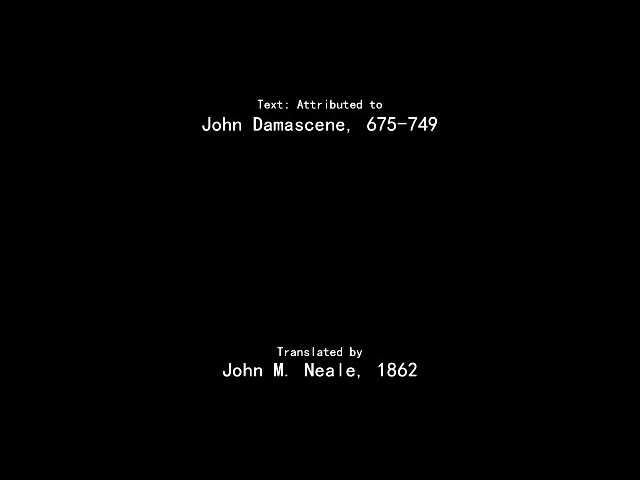 Text: Attributed to
John Damascene, 675-749
Translated by
John M. Neale, 1862